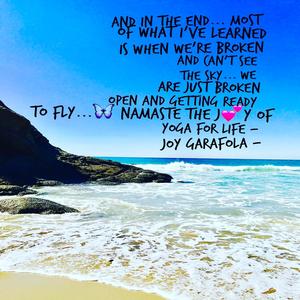 AND IN THE END... MOST
OF WHAT I'VE LEARNED
IS WHEN WE'RE BROKEN
AND CAN'T SEE
THE SKY... WE
ARE JUST BROKEN
OPEN AND GETTING READY
TO FLY...🦋 NAMASTE THE J💕Y OF
YOGA FOR LIFE -
JOY GARAFOLA -